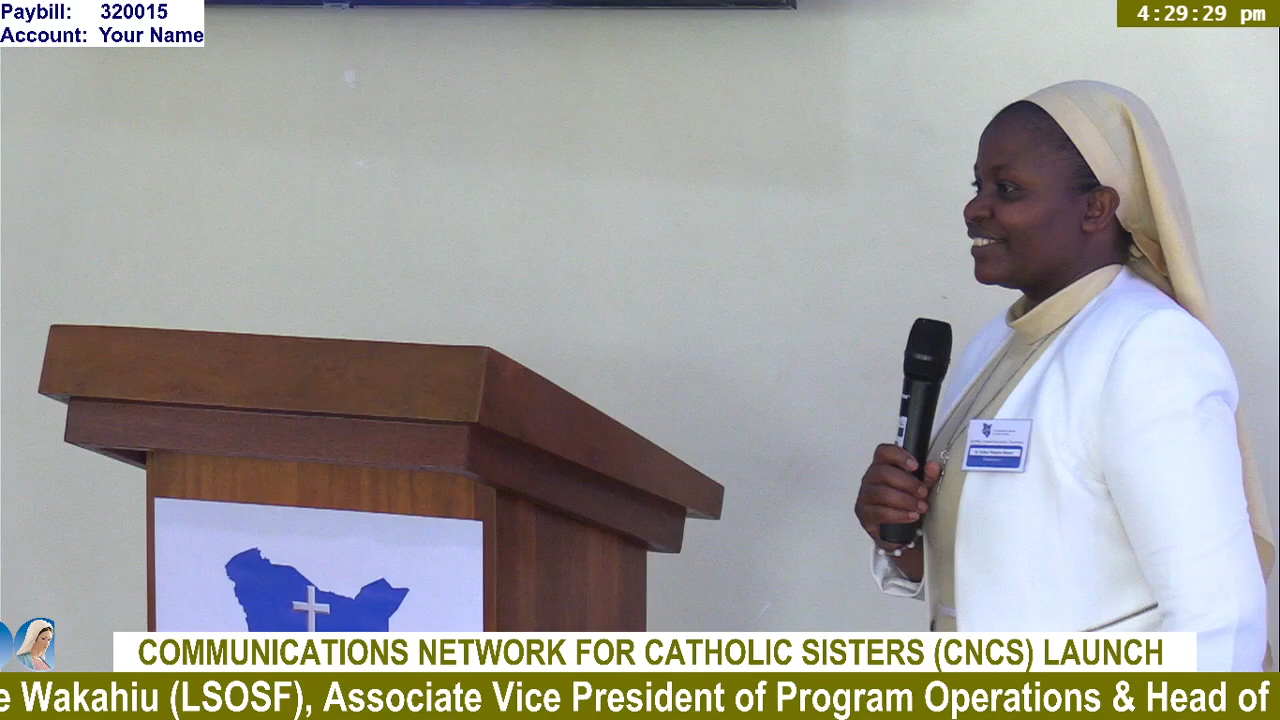 Paybill: 320015
Account: Your Name
4:29:29 pm
COMMUNICATIONS NETWORK FOR CATHOLIC SISTERS (CNCS) LAUNCH
e Wakahiu (LSOSF), Associate Vice President of Program Operations & Head of